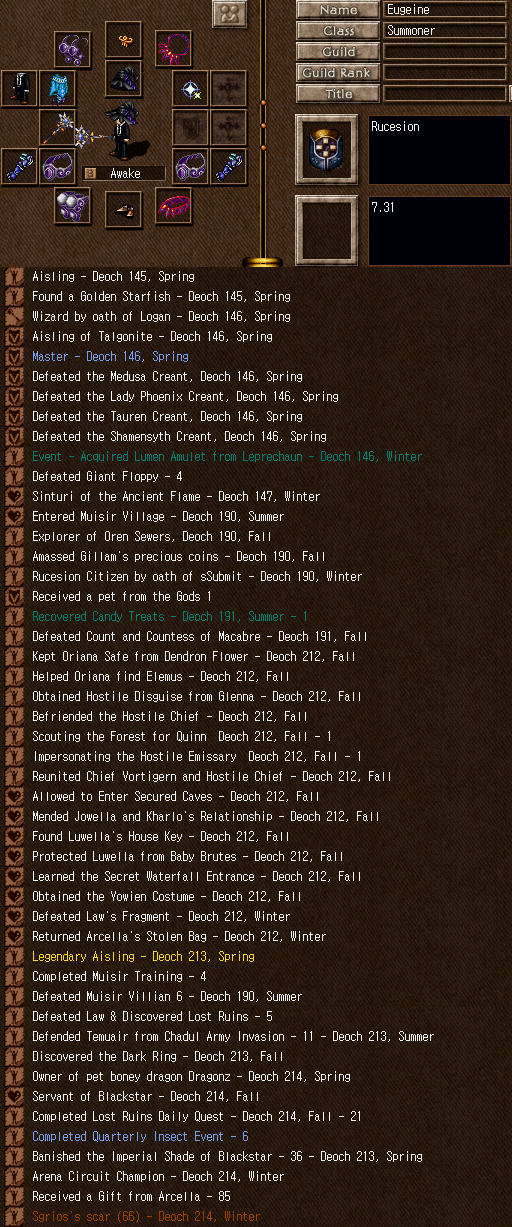 Name
Eugeine
Class
Summoner
Guild
Guild Rank
Title
Rucesion
7.31
Awake
Aisling - Deoch 145, Spring
Found a Golden Starfish - Deoch 145, Spring
Wizard by oath of Logan - Deoch 146, Spring
Aisling of Talgonite - Deoch 146, Spring
Master - Deoch 146, Spring
Defeated the Medusa Creant, Deoch 146, Spring
Defeated the Lady Phoenix Creant, Deoch 146, Spring
Defeated the Tauren Creant, Deoch 146, Spring
Defeated the Shamensyth Creant, Deoch 146, Spring
Event - Acquired Lumen Amulet from Leprechaun - Deoch 146, Winter
Defeated Giant Floppy - 4
Sinturi of the Ancient Flame - Deoch 147, Winter
Entered Muisir Village - Deoch 190, Summer
Explorer of Oren Sewers, Deoch 190, Fall
Amassed Gillam's precious coins - Deoch 190, Fall
Rucesion Citizen by oath of sSubmit - Deoch 190, Winter
Received a pet from the Gods 1
Recovered Candy Treats - Deoch 191, Summer - 1
Defeated Count and Countess of Macabre - Deoch 191, Fall
Kept Oriana Safe from Dendron Flower - Deoch 212, Fall
Helped Oriana find Elemus - Deoch 212, Fall
Obtained Hostile Disguise from Glenna - Deoch 212, Fall
Befriended the Hostile Chief - Deoch 212, Fall
Scouting the Forest for Quinn  Deoch 212, Fall - 1
Impersonating the Hostile Emissary  Deoch 212, Fall - 1
Reunited Chief Vortigern and Hostile Chief - Deoch 212, Fall
Allowed to Enter Secured Caves - Deoch 212, Fall
Mended Jowella and Kharlo's Relationship - Deoch 212, Fall
Found Luwella's House Key - Deoch 212, Fall
Protected Luwella from Baby Brutes - Deoch 212, Fall
Learned the Secret Waterfall Entrance - Deoch 212, Fall
Obtained the Yowien Costume - Deoch 212, Fall
Defeated Law's Fragment - Deoch 212, Winter
Returned Arcella's Stolen Bag - Deoch 212, Winter
Legendary Aisling - Deoch 213, Spring
Completed Muisir Training - 4
Defeated Muisir Villian 6 - Deoch 190, Summer
Defeated Law & Discovered Lost Ruins - 5
Defended Temuair from Chadul Army Invasion - 11 - Deoch 213, Summer
Discovered the Dark Ring - Deoch 213, Fall
Owner of pet boney dragon Dragonz - Deoch 214, Spring
Servant of Blackstar - Deoch 214, Fall
Completed Lost Ruins Daily Quest - Deoch 214, Fall - 21
Completed Quarterly Insect Event - 6
Banished the Imperial Shade of Blackstar - 36 - Deoch 213, Spring
Arena Circuit Champion - Deoch 214, Winter
Received a Gift from Arcella - 85
Sgrios's scar (66) - Deoch 214, Winter